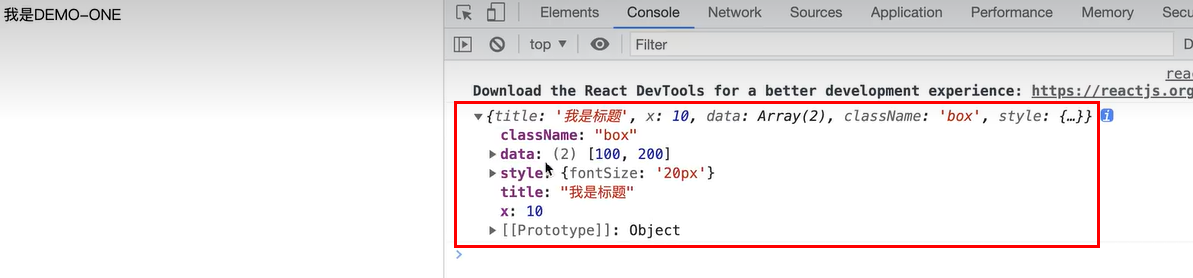 我是DEMO-ONE
Elements Console Network Sources Application Performance Memory Secu
top ▼ Filter D
reac
Download the React DevTools for a better development experience: https://reactjs.org
▼{title: '我是标题', x: 10, data: Array(2), className: 'box', style: {…}} i
className: "box"
▶data: (2) [100, 200]
▶style: {fontSize: '20px'}
title: "我是标题"
x: 10
▶[[Prototype]]: Object
>